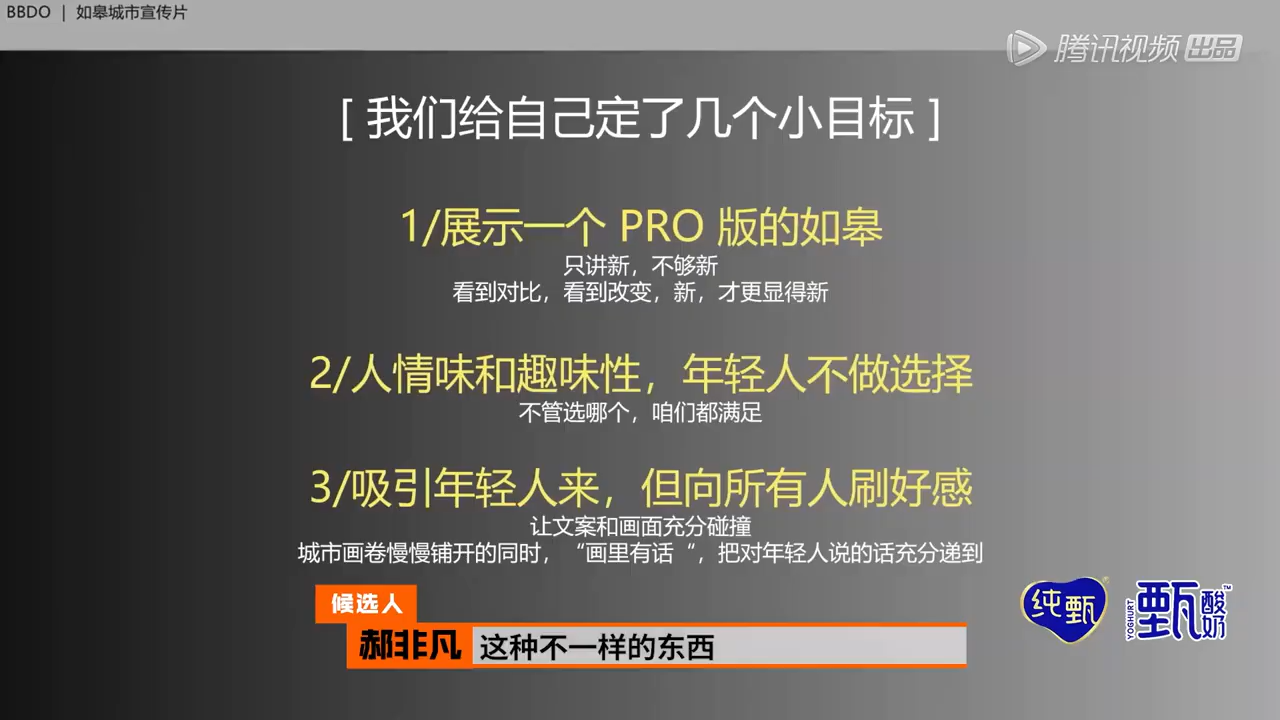 BBDO | 如皋城市宣传片
腾讯视频 出品
[ 我们给自己定了几个小目标 ]
1/展示一个 PRO 版的如皋
只讲新，不够新
看到对比，看到改变，新，才更显得新
2/人情味和趣味性，年轻人不做选择
不管选哪个，咱们都满足
3/吸引年轻人来，但向所有人刷好感
让文案和画面充分碰撞
城市画卷慢慢铺开的同时，“画里有话“，把对年轻人说的话充分递到
候选人
郝非凡 这种不一样的东西
纯甄
YOGHURT 甄酸奶